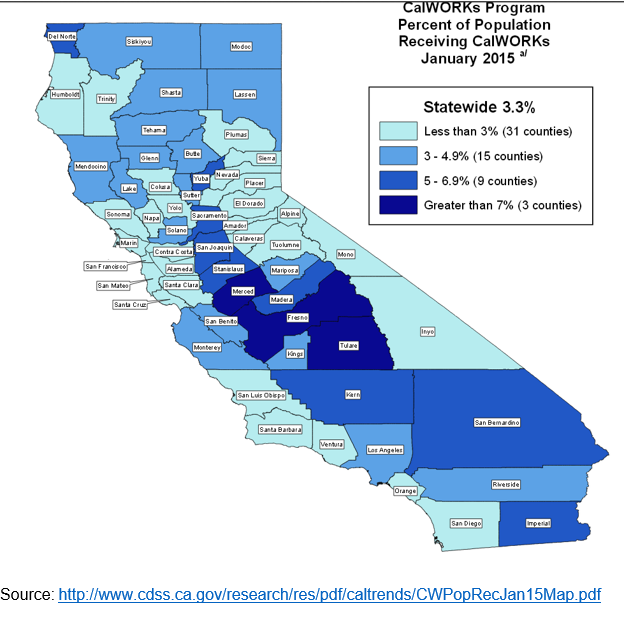 CalWORKs Program
Percent of Population
Receiving CalWORKs
January 2015 a/
Statewide 3.3%
Less than 3% (31 counties)
3 - 4.9% (15 counties)
5 - 6.9% (9 counties)
Greater than 7% (3 counties)
Del Norte
Siskiyou
Modoc
Humboldt
Trinity
Shasta
Lassen
Tehama
Plumas
Mendocino
Glenn
Butte
Sierra
Lake
Colusa
Yuba
Nevada
Sutter
Placer
Sonoma
Napa
Yolo
El Dorado
Solano
Sacramento
Amador
Alpine
Marin
Contra Costa
San Joaquin
Calaveras
Tuolumne
Mono
San Francisco
Alameda
Stanislaus
Mariposa
San Mateo
Santa Clara
Merced
Madera
Santa Cruz
San Benito
Fresno
Inyo
Monterey
Kings
Tulare
San Luis Obispo
Kern
San Bernardino
Santa Barbara
Ventura
Los Angeles
Orange
Riverside
San Diego
Imperial
Source: http://www.cdss.ca.gov/research/res/pdf/caltrends/CWPopRecJan15Map.pdf